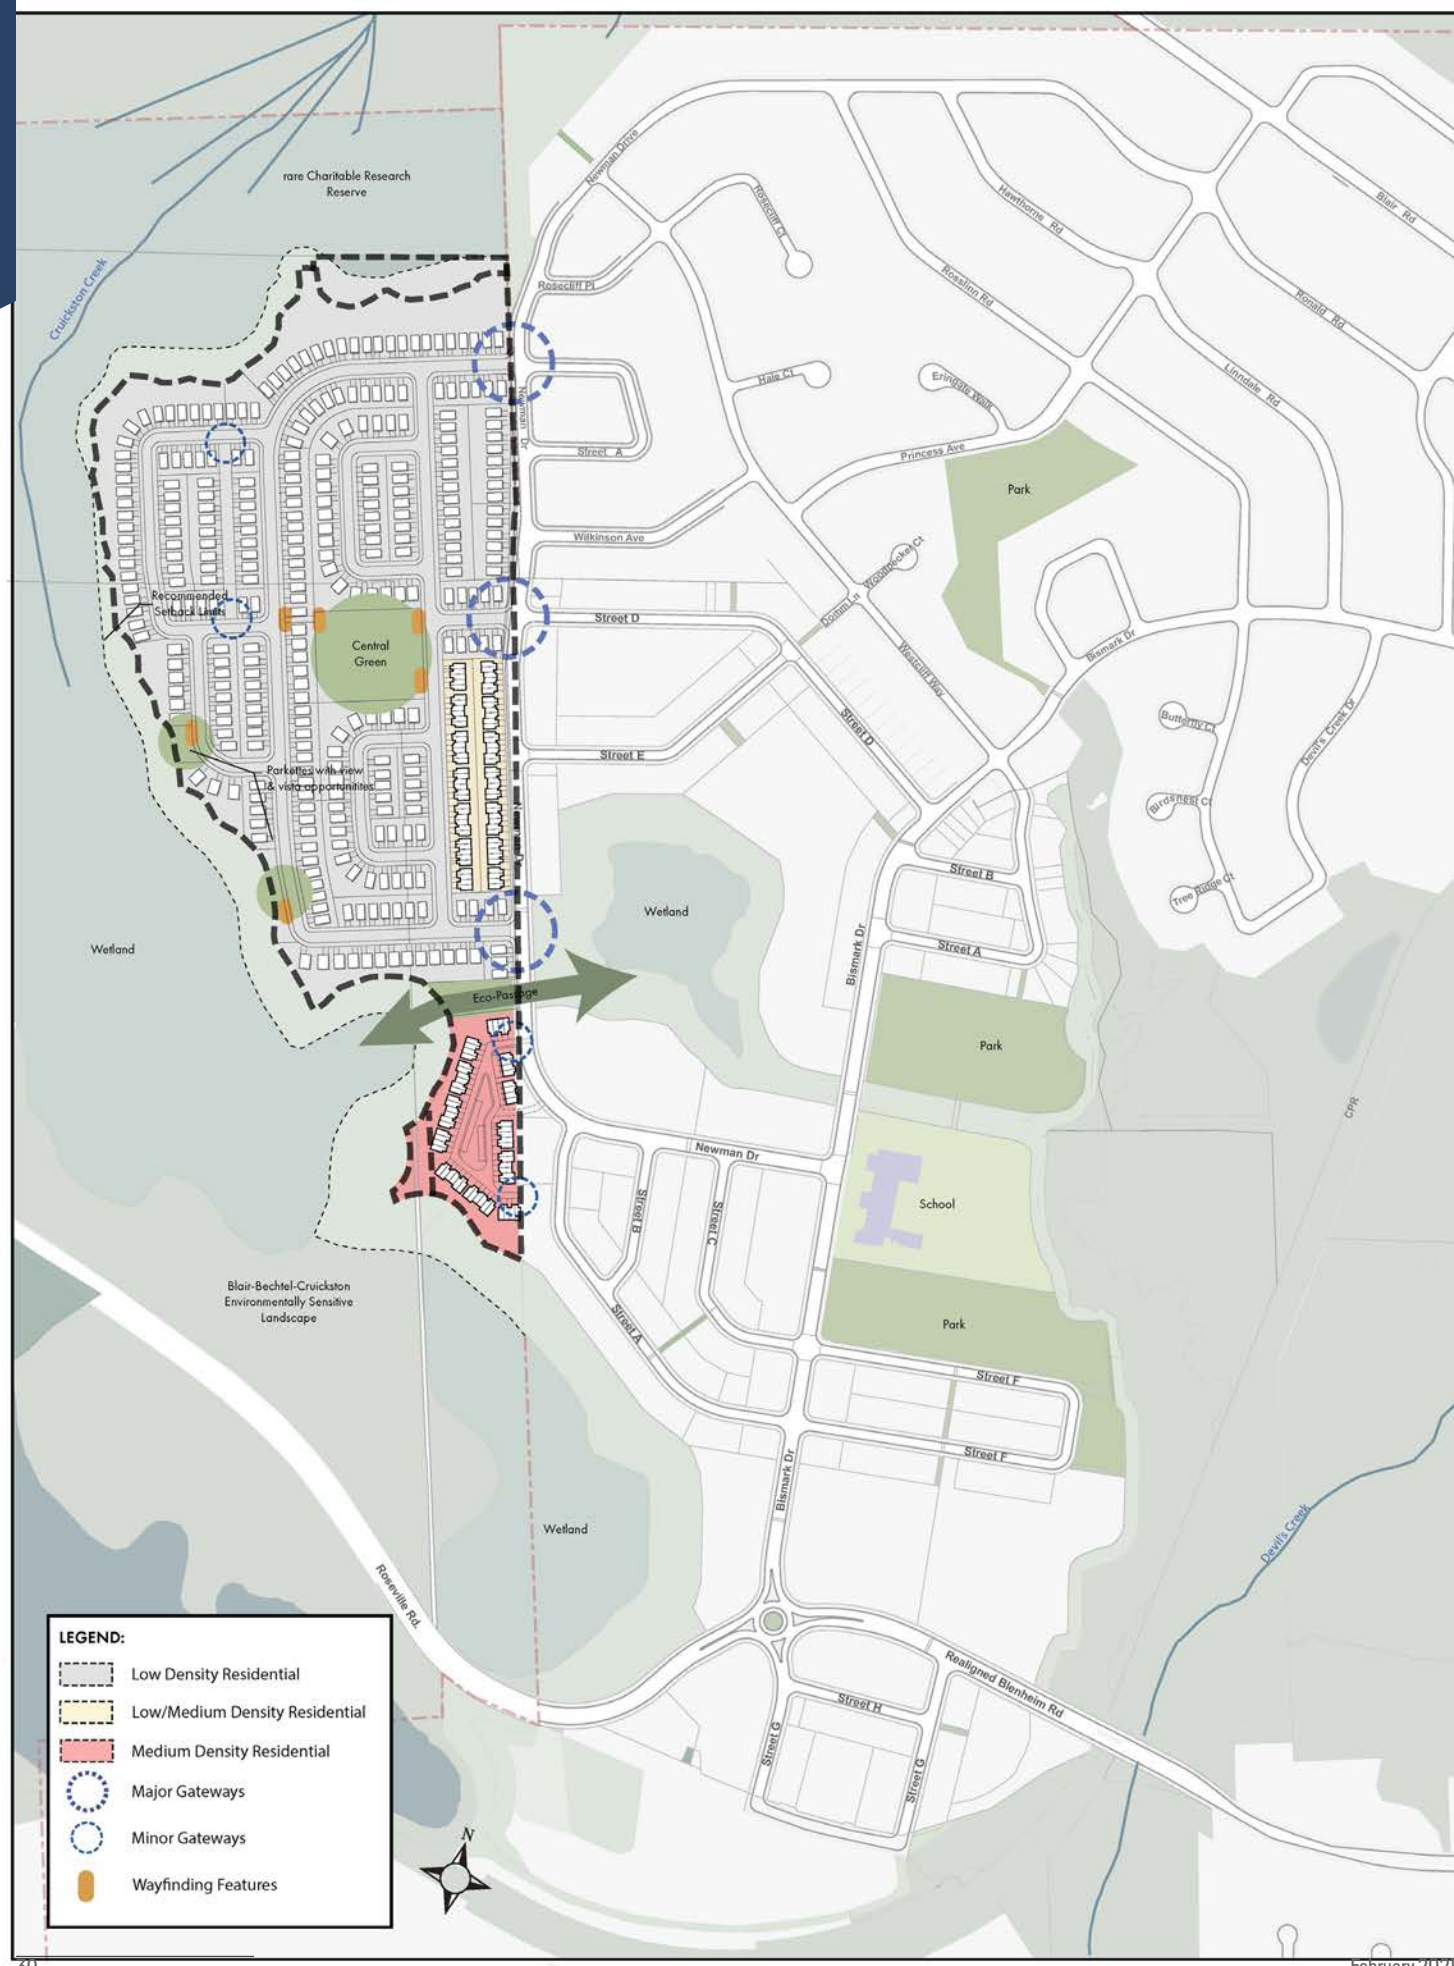 rare Charitable Research
Reserve
Cruickston Creek
Newman Drive
Rosecliff Ct
Rosecliff Pl
Hawthorne Rd
Blair Rd
Rosslinn Rd
Ronald Rd
Linndale Rd
Hale Ct
Eringate Walk
Newman Dr
Street A
Princess Ave
Park
Wilkinson Ave
Woodpecker Ct
Domm Ln
Recommended
Setback Limits
Street D
Central
Green
Westcliff Way
Bismark Dr
Street D
Butterfly Ct
Devil's Creek Dr
Street E
Parkettes with view
& vista opportunitites
Birdsnest Ct
Street B
Tree Ridge Ct
Wetland
Wetland
Street A
Bismark Dr
Eco-Passage
Park
CPR
Newman Dr
Street B
Street C
School
Blair-Bechtel-Cruickston
Environmentally Sensitive
Landscape
Street A
Park
Street F
Street F
Bismark Dr
Wetland
Devil's Creek
Roseville Rd.
Realigned Blenheim Rd
Street H
Street G
Street G
LEGEND:
Low Density Residential
Low/Medium Density Residential
Medium Density Residential
Major Gateways
Minor Gateways
Wayfinding Features
N